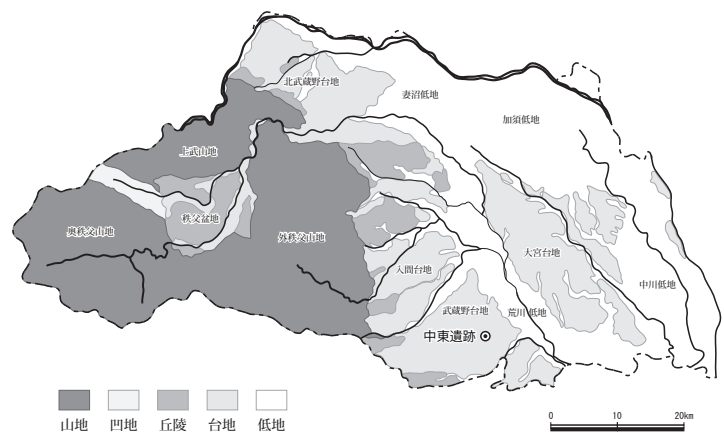 北武蔵野台地
妻沼低地
加須低地
上武山地
秩父盆地
奥秩父山地
外秩父山地
大宮台地
入間台地
中川低地
武蔵野台地
荒川低地
中東遺跡
山地
凹地
丘陵
台地
低地
0
10
20km